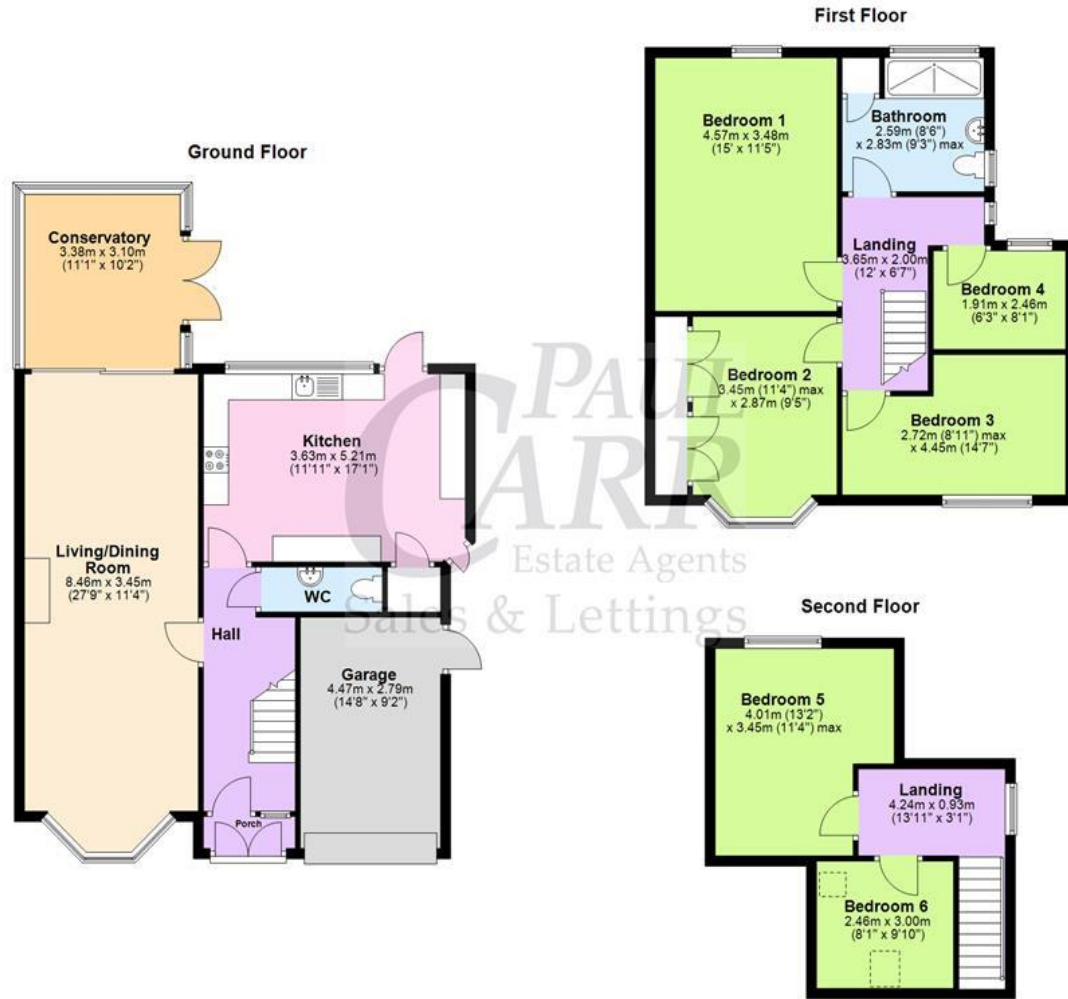 Ground Floor
Conservatory
3.38m x 3.10m
(11'1" x 10'2")
Kitchen
3.63m x 5.21m
(11'11" x 17'1")
Living/Dining
Room
8.46m x 3.45m
(27'9" x 11'4")
WC
Hall
Garage
4.47m x 2.79m
(14'8" x 9'2")
Porch
First Floor
Bedroom 1
4.57m x 3.48m
(15' x 11'5")
Bathroom
2.59m (8'6")
x 2.83m (9'3") max
Landing
3.65m x 2.00m
(12' x 6'7")
Bedroom 4
1.91m x 2.46m
(6'3" x 8'1")
Bedroom 2
3.45m (11'4") max
x 2.87m (9'5")
Bedroom 3
2.72m (8'11") max
x 4.45m (14'7")
Second Floor
Bedroom 5
4.01m (13'2")
x 3.45m (11'4") max
Landing
4.24m x 0.93m
(13'11" x 3'1")
Bedroom 6
2.46m x 3.00m
(8'1" x 9'10")
PAUL
CARR
Estate Agents
Sales & Lettings